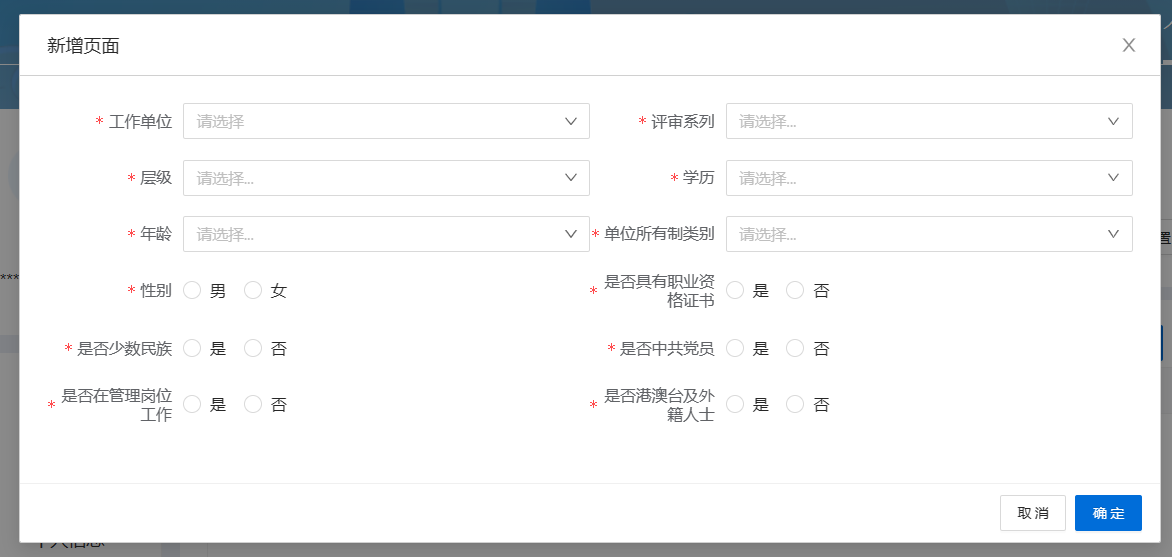 新增页面
* 工作单位 请选择 * 评审系列 请选择...
* 层级 请选择... * 学历 请选择...
* 年龄 请选择... * 单位所有制类别 请选择...
* 性别 男 女 * 是否具有职业资
格证书 是 否
* 是否少数民族 是 否 * 是否中共党员 是 否
* 是否在管理岗位
工作 是 否 * 是否港澳台及外
籍人士 是 否
取 消 确 定
***
置